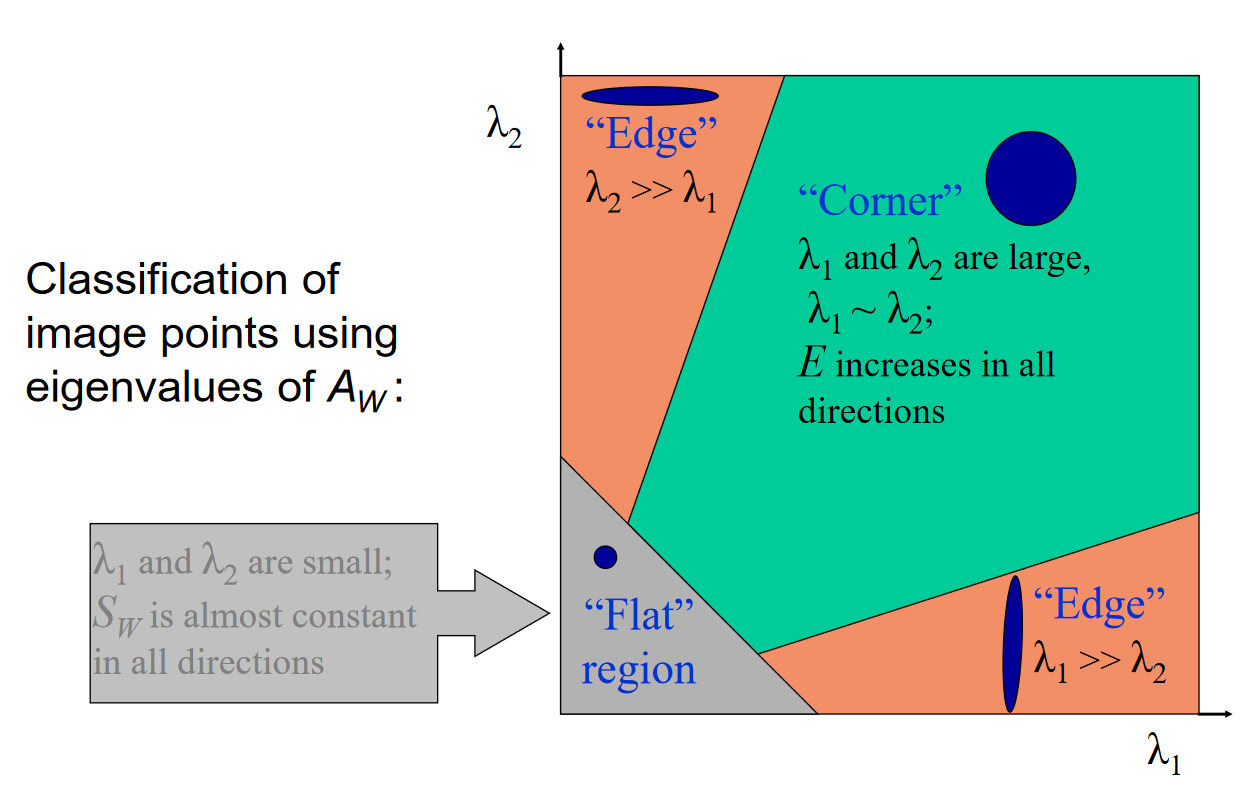 Classification of
image points using
eigenvalues of A_W:
λ1 and λ2 are small;
S_W is almost constant
in all directions
λ2
“Edge”
λ2 >> λ1
“Corner”
λ1 and λ2 are large,
λ1 ~ λ2;
E increases in all
directions
“Flat”
region
“Edge”
λ1 >> λ2
λ1